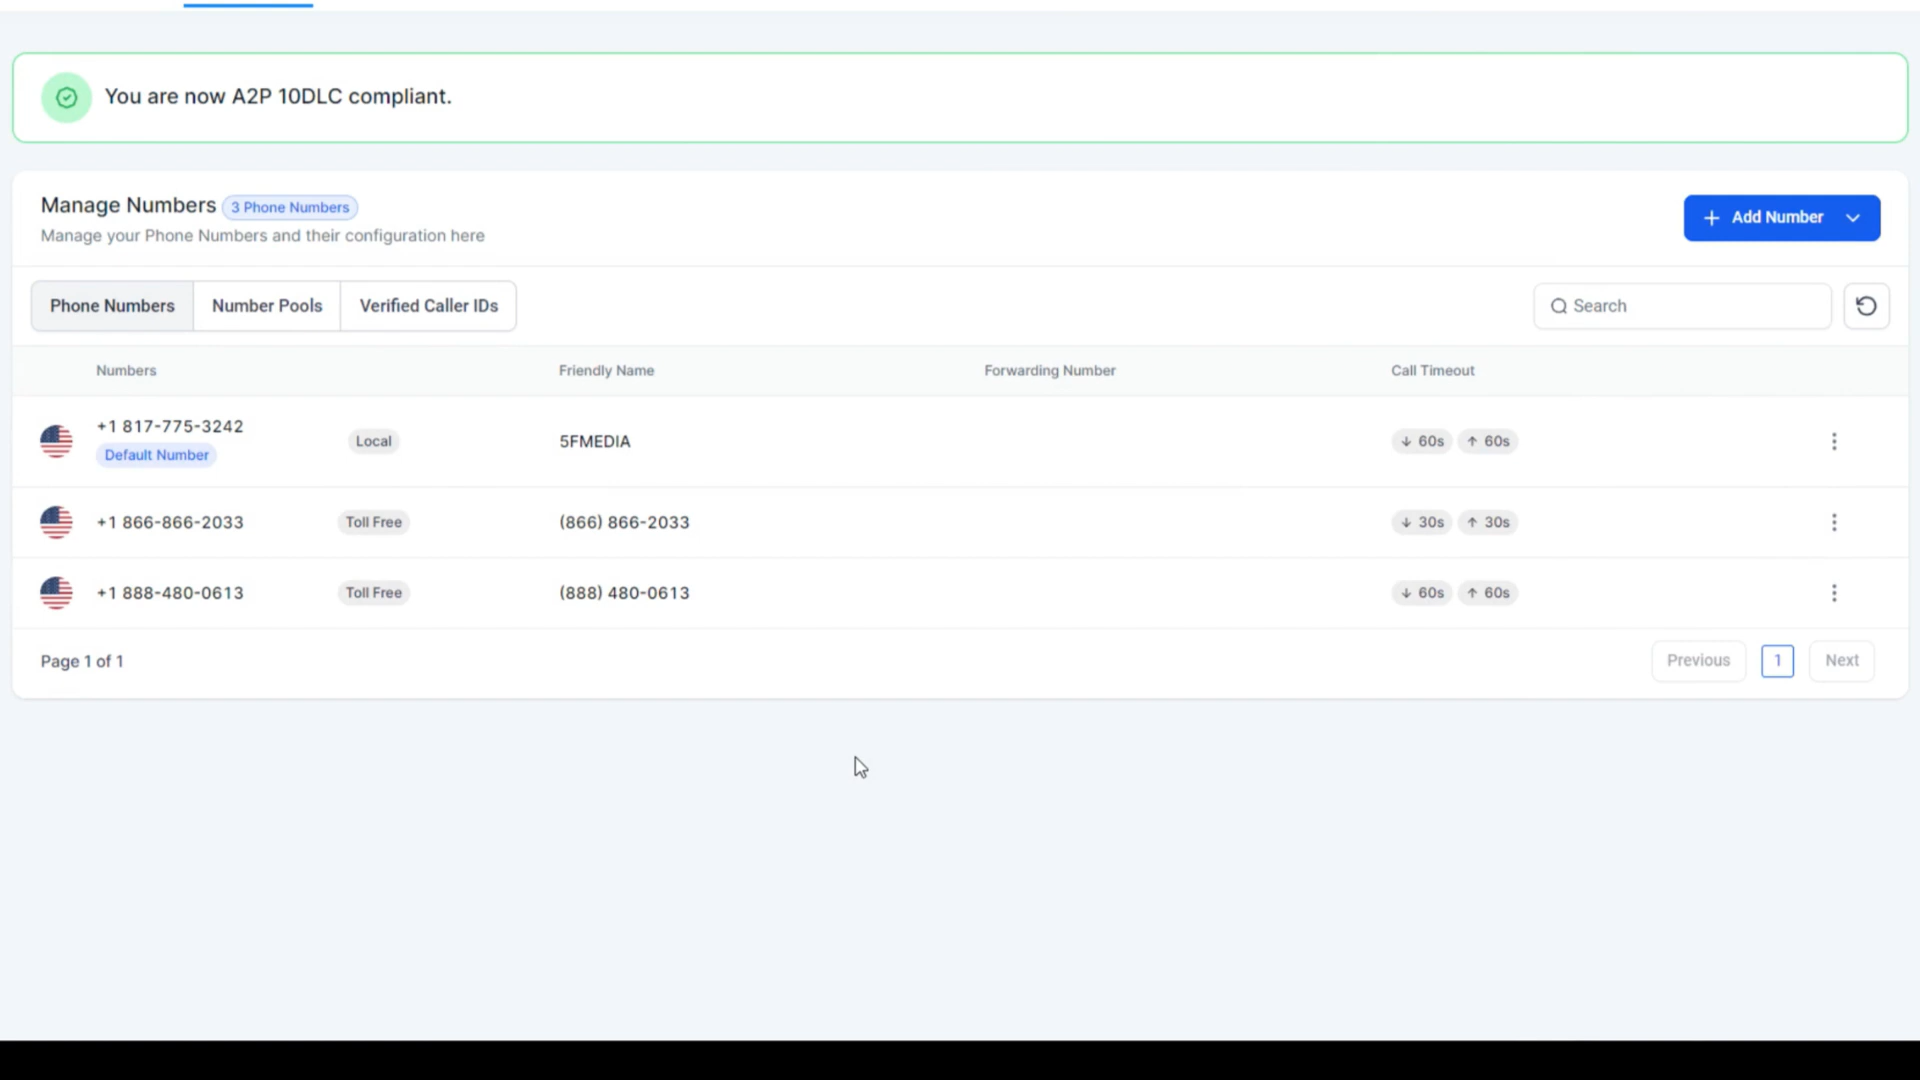 You are now A2P 10DLC compliant.
Manage Numbers 3 Phone Numbers
Manage your Phone Numbers and their configuration here
Add Number
Phone Numbers Number Pools Verified Caller IDs Search
Numbers Friendly Name Forwarding Number Call Timeout
+1 817-775-3242
Default Number
Local 5FMEDIA ↓ 60s ↑ 60s
+1 866-866-2033 Toll Free (866) 866-2033 ↓ 30s ↑ 30s
+1 888-480-0613 Toll Free (888) 480-0613 ↓ 60s ↑ 60s
Page 1 of 1 Previous 1 Next